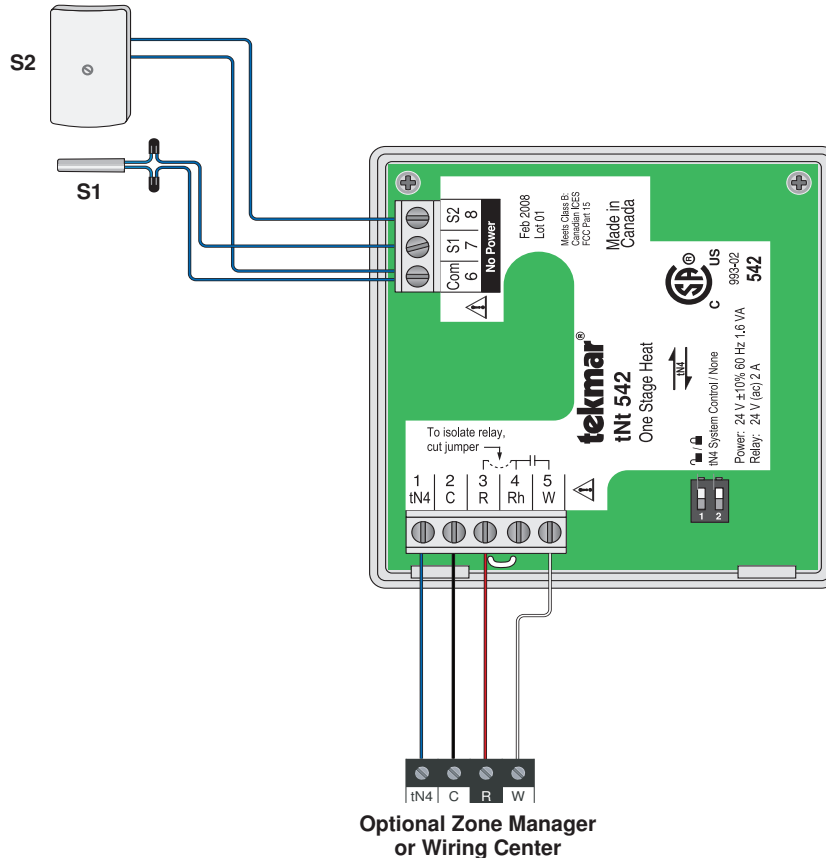 S2
S1
S2 8
S1 7
Com 6
No Power
Feb 2008
Lot 01
Meets Class B:
Canadian ICES
FCC Part 15
Made in
Canada
tekmar®
tNt 542
One Stage Heat
tN4
SA®
C US
993-02
542
/
tN4 System Control / None
Power: 24 V ±10% 60 Hz 1.6 VA
Relay: 24 V (ac) 2 A
1 2
To isolate relay,
cut jumper
1 2 3 4 5
tN4 C R Rh W
tN4 C R W
Optional Zone Manager
or Wiring Center